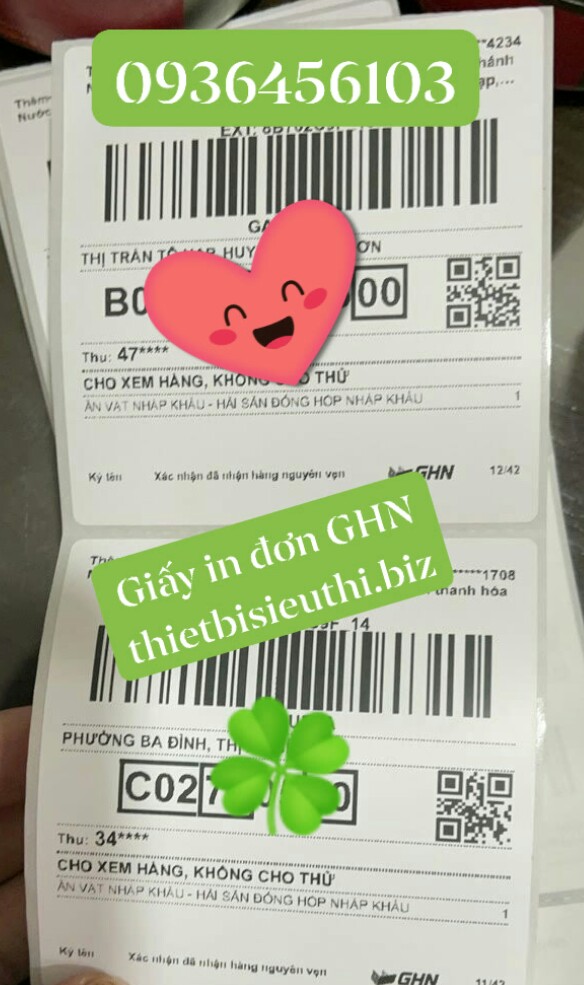 0936456103
4234
EXT:
THỊ TRẤN
B0
00
Thu: 47****
CHO XEM HÀNG, KHÔNG CHO THỬ
ĂN VẶT NHẬP KHẨU - HẢI SẢN ĐÓNG HỘP NHẬP KHẨU 1
Ký tên Xác nhận đã nhận hàng nguyên vẹn GHN 12/42
Giấy in đơn GHN
thietbisieuthi.biz
1708
thanh hóa
14
PHƯỜNG BA ĐÌNH,
C02
Thu: 34****
CHO XEM HÀNG, KHÔNG CHO THỬ
ĂN VẶT NHẬP KHẨU - HẢI SẢN ĐÓNG HỘP NHẬP KHẨU 1
Ký tên Xác nhận đã nhận hàng nguyên vẹn GHN 11/42